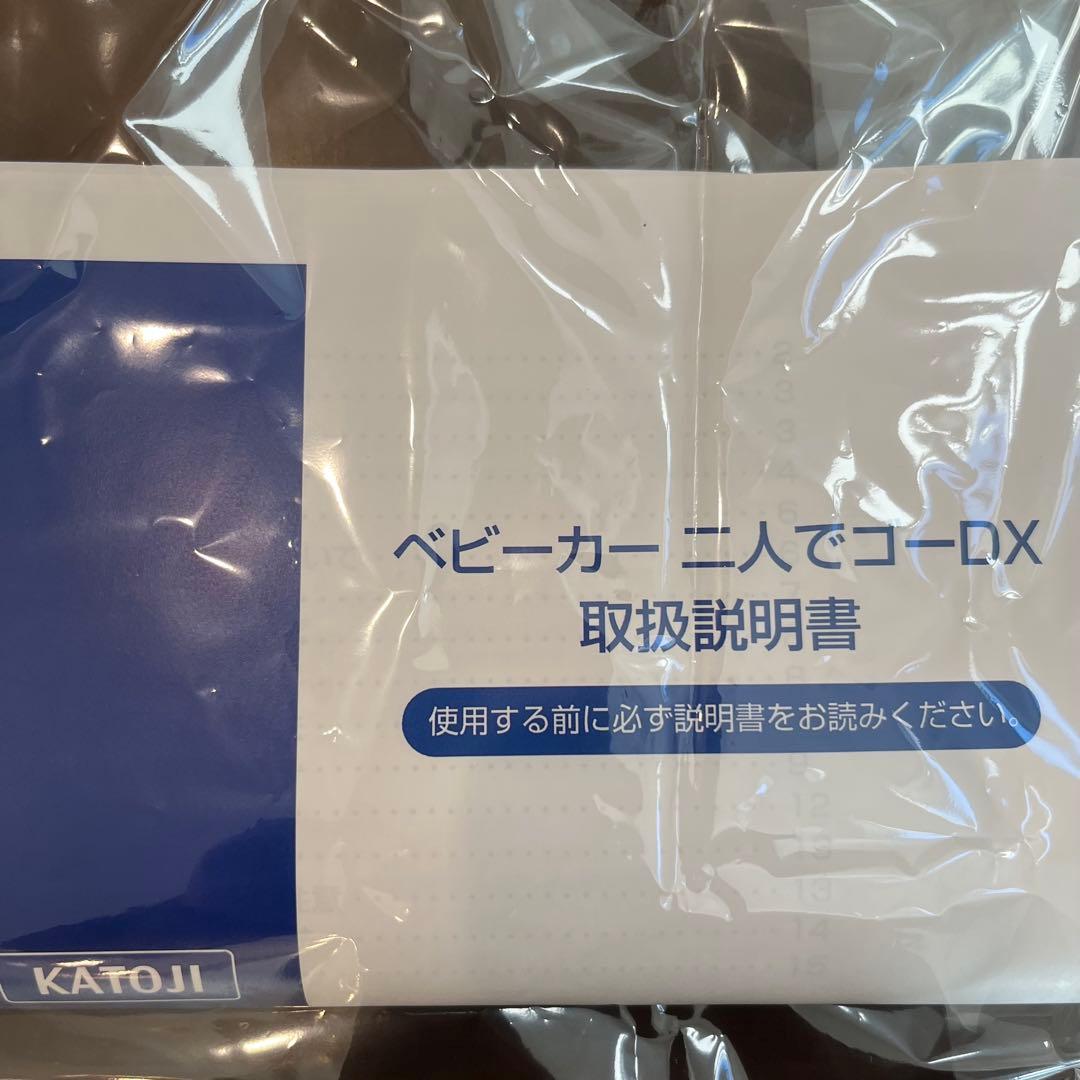 ベビーカー 二人でゴーDX
取扱説明書
使用する前に必ず説明書をお読みください。
KATOJI